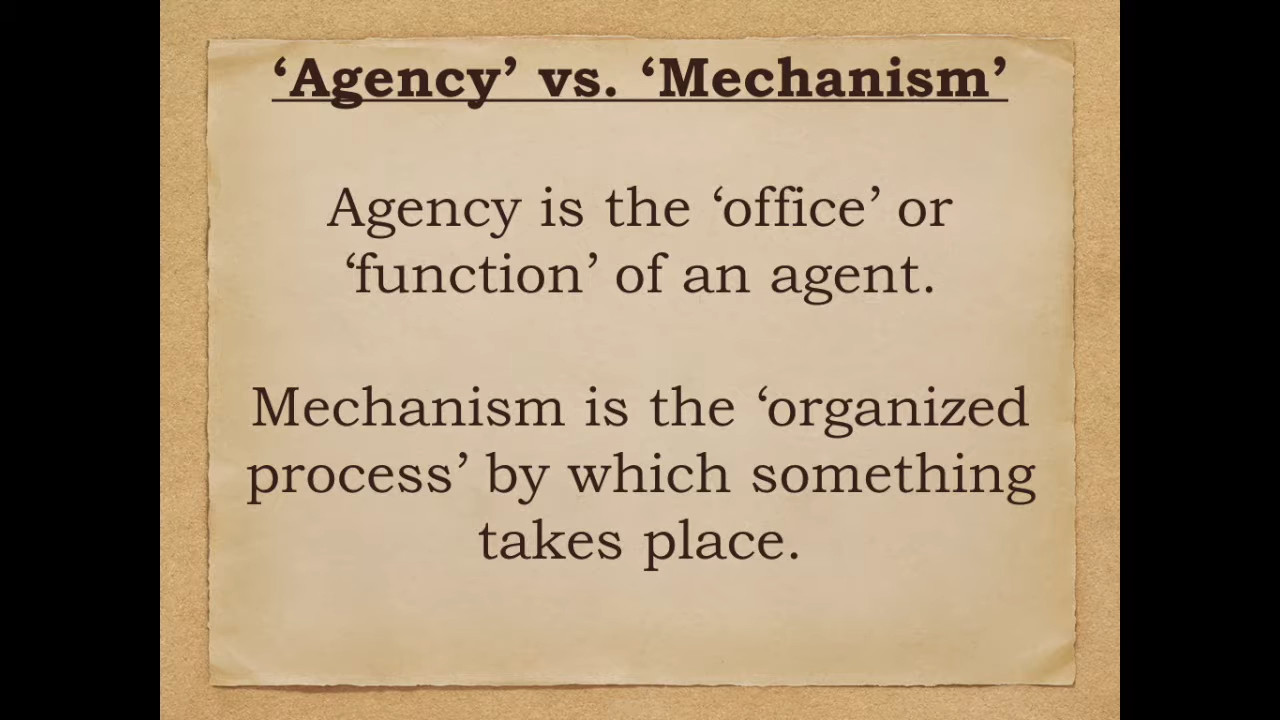 ‘Agency’ vs. ‘Mechanism’
Agency is the ‘office’ or
‘function’ of an agent.
Mechanism is the ‘organized
process’ by which something
takes place.